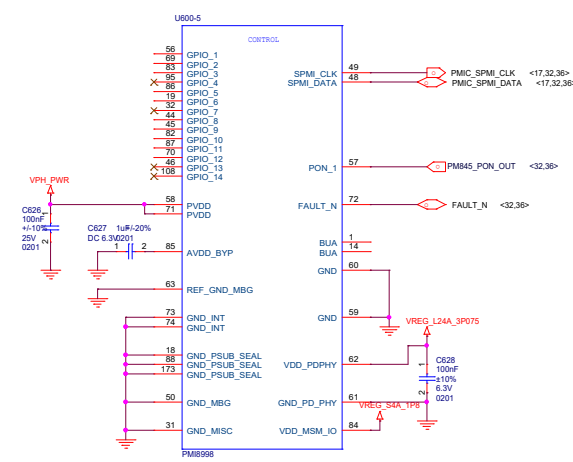 U600-5
CONTROL
56 GPIO_1
69 GPIO_2
83 GPIO_3
95 GPIO_4
86 GPIO_5
19 GPIO_6
32 GPIO_7
44 GPIO_8
45 GPIO_9
82 GPIO_10
87 GPIO_11
70 GPIO_12
46 GPIO_13
108 GPIO_14
SPMI_CLK 49 PMIC_SPMI_CLK <17,32,36>
SPMI_DATA 48 PMIC_SPMI_DATA <17,32,36>
PON_1 57 PM845_PON_OUT <32,36>
FAULT_N 72 FAULT_N <32,36>
VPH_PWR
58 PVDD
71 PVDD
C626
100nF
+/-10%
25V
0201
1
2
C627 1uF/-20%
DC 6.3V0201
1 2 85 AVDD_BYP
BUA 1
BUA 14
GND 60
63 REF_GND_MBG
73 GND_INT
74 GND_INT
GND 59
VREG_L24A_3P075
18 GND_PSUB_SEAL
88 GND_PSUB_SEAL
173 GND_PSUB_SEAL
VDD_PDPHY 62
C628
100nF
±10%
6.3V
0201
1
2
50 GND_MBG
GND_PD_PHY 61
VREG_S4A_1P8
31 GND_MISC
VDD_MSM_IO 84
PMI8998